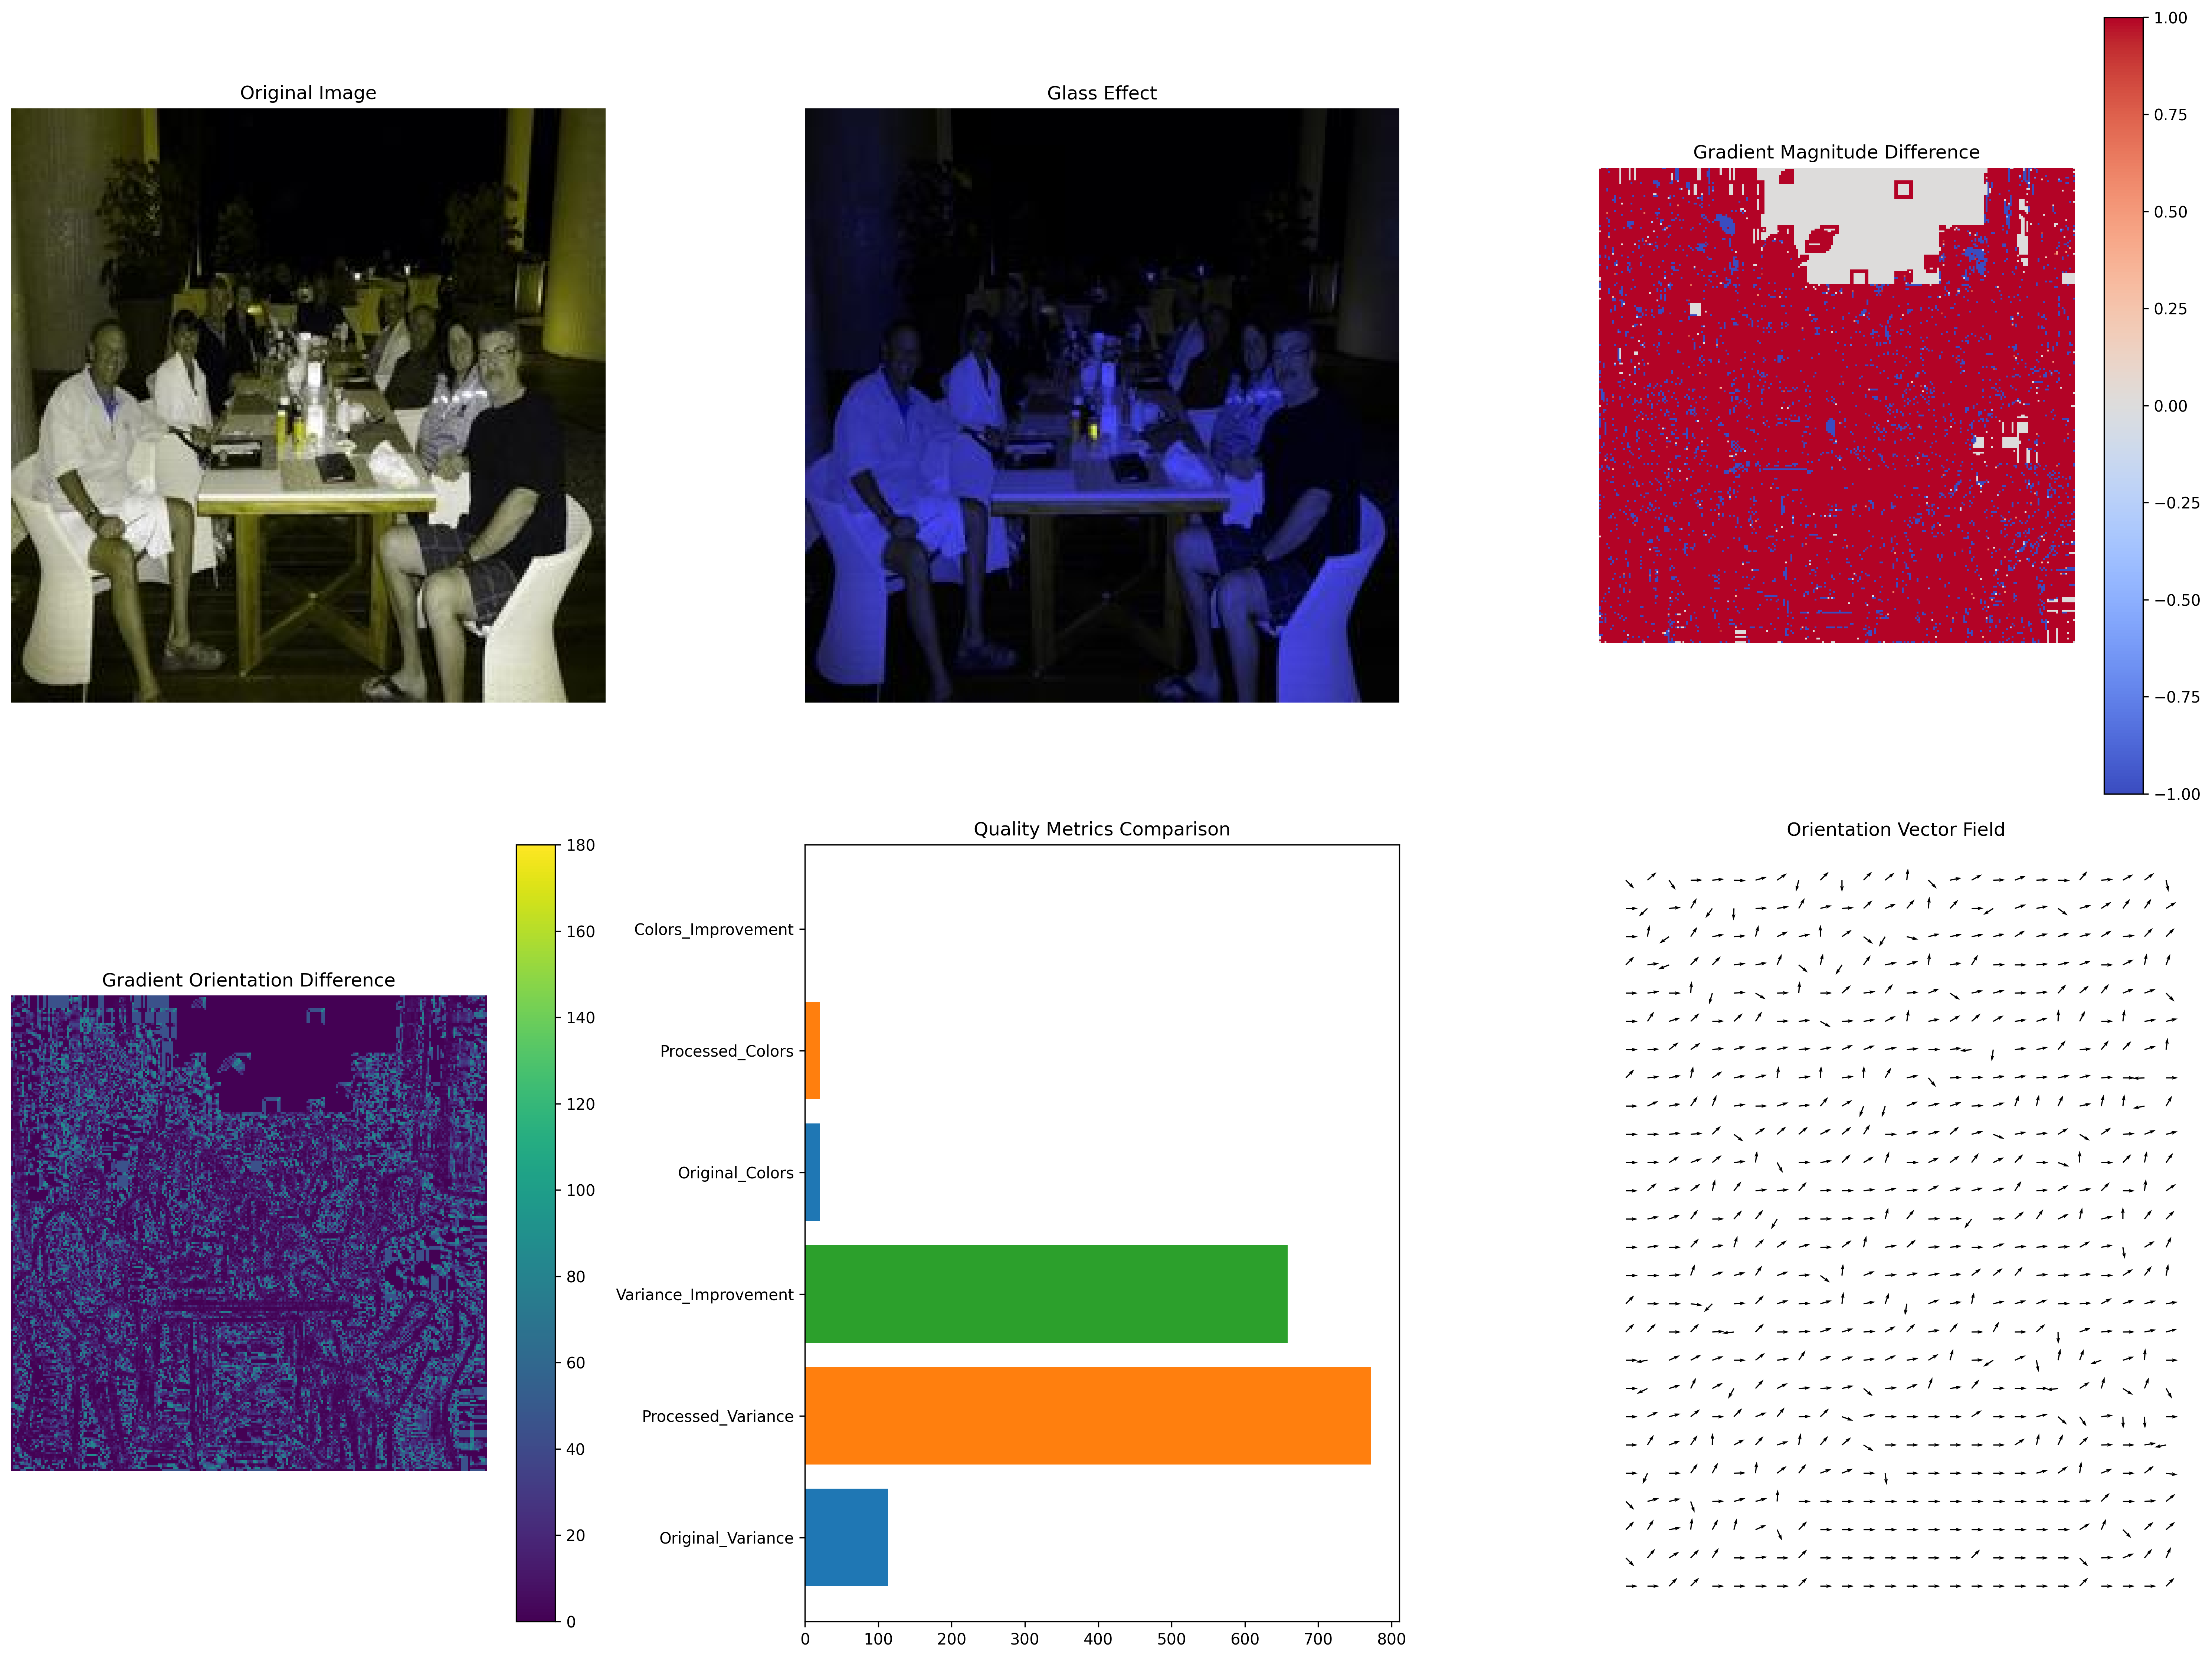 Original Image
Glass Effect
Gradient Magnitude Difference
1.00
0.75
0.50
0.25
0.00
−0.25
−0.50
−0.75
−1.00
Gradient Orientation Difference
180
160
140
120
100
80
60
40
20
0
Quality Metrics Comparison
Colors_Improvement
Processed_Colors
Original_Colors
Variance_Improvement
Processed_Variance
Original_Variance
0 100 200 300 400 500 600 700 800
Orientation Vector Field